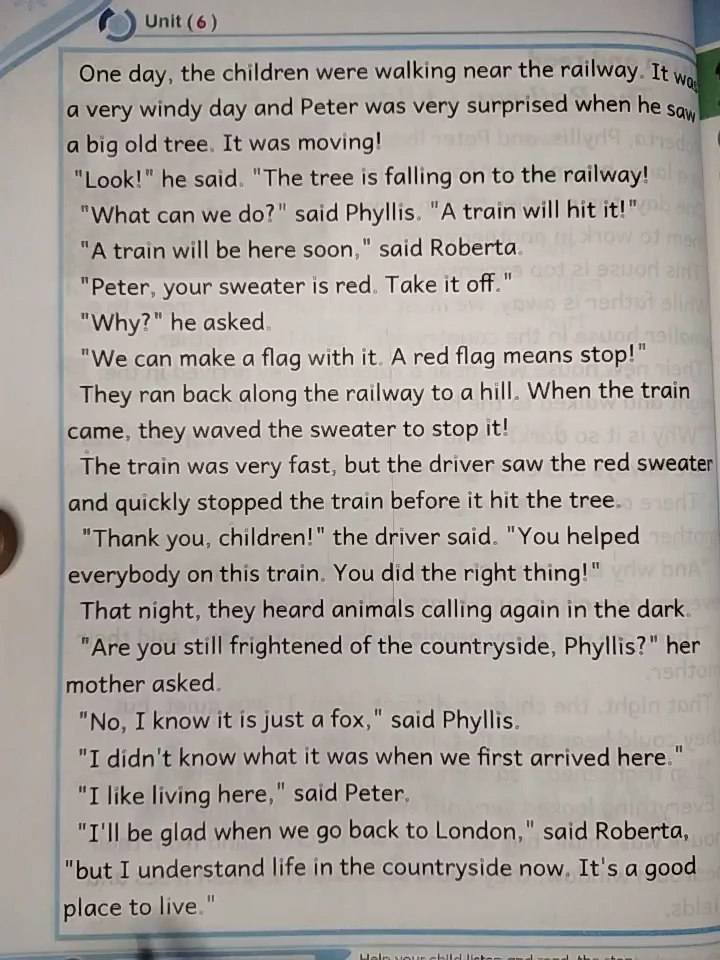 Unit (6)
One day, the children were walking near the railway. It was
a very windy day and Peter was very surprised when he saw
a big old tree. It was moving!
"Look!" he said. "The tree is falling on to the railway!
"What can we do?" said Phyllis. "A train will hit it!"
"A train will be here soon," said Roberta.
"Peter, your sweater is red. Take it off."
"Why?" he asked.
"We can make a flag with it. A red flag means stop!"
They ran back along the railway to a hill. When the train
came, they waved the sweater to stop it!
The train was very fast, but the driver saw the red sweater
and quickly stopped the train before it hit the tree.
"Thank you, children!" the driver said. "You helped
everybody on this train. You did the right thing!"
That night, they heard animals calling again in the dark.
"Are you still frightened of the countryside, Phyllis?" her
mother asked.
"No, I know it is just a fox," said Phyllis.
"I didn't know what it was when we first arrived here."
"I like living here," said Peter.
"I'll be glad when we go back to London," said Roberta,
"but I understand life in the countryside now. It's a good
place to live."